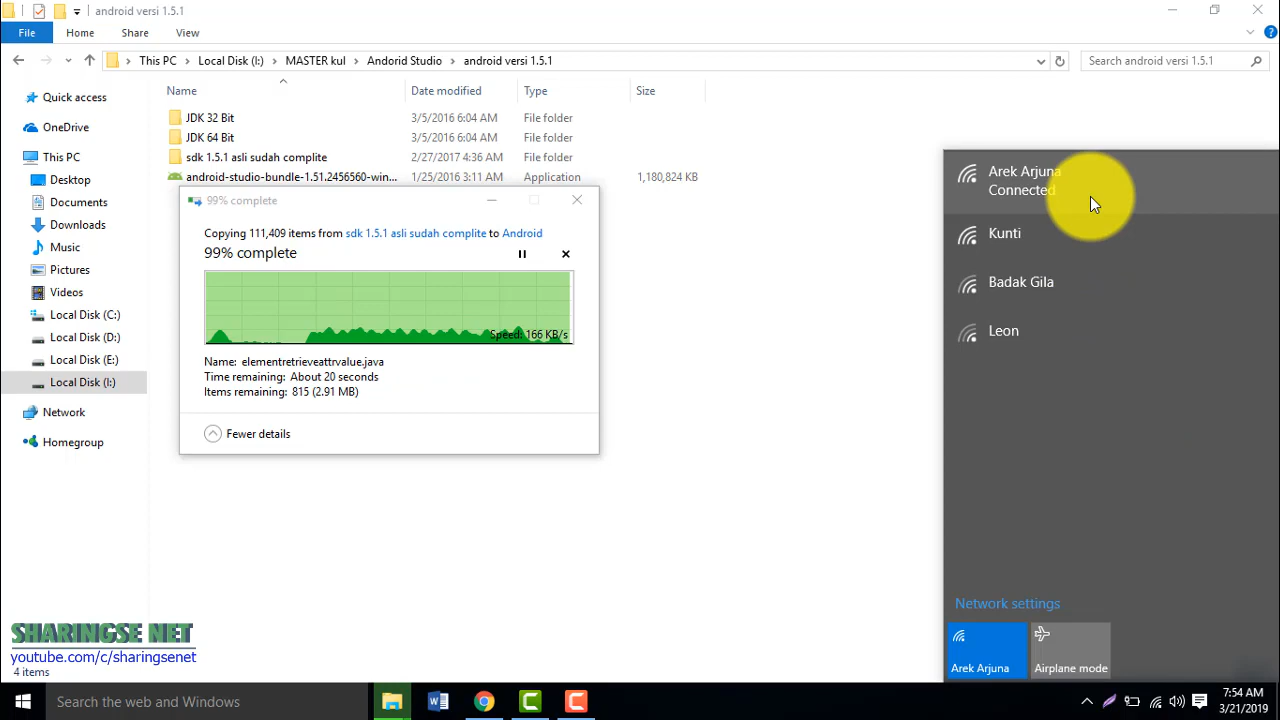 android versi 1.5.1
File Home Share View
This PC Local Disk (I:) MASTER kul Andorid Studio android versi 1.5.1
Search android versi 1.5.1
Name Date modified Type Size
Quick access
OneDrive
This PC
Desktop
Documents
Downloads
Music
Pictures
Videos
Local Disk (C:)
Local Disk (D:)
Local Disk (E:)
Local Disk (I:)
Network
Homegroup
JDK 32 Bit 3/5/2016 6:04 AM File folder
JDK 64 Bit 3/5/2016 6:04 AM File folder
sdk 1.5.1 asli sudah complite 2/27/2017 4:36 AM File folder
android-studio-bundle-1.51.2456560-win... 1/25/2016 3:11 AM Application 1,180,824 KB
99% complete
Copying 111,409 items from sdk 1.5.1 asli sudah complite to Android
99% complete
Speed: 166 KB/s
Name: elementretrieveattrvalue.java
Time remaining: About 20 seconds
Items remaining: 815 (2.91 MB)
Fewer details
Arek Arjuna
Connected
Kunti
Badak Gila
Leon
Network settings
Arek Arjuna
Airplane mode
SHARINGSE NET
youtube.com/c/sharingsenet
4 items
Search the web and Windows
7:54 AM
3/21/2019